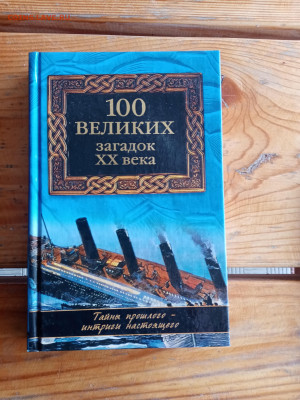 100
ВЕЛИКИХ
загадок
XX века
Тайны прошлого –
интриги настоящего